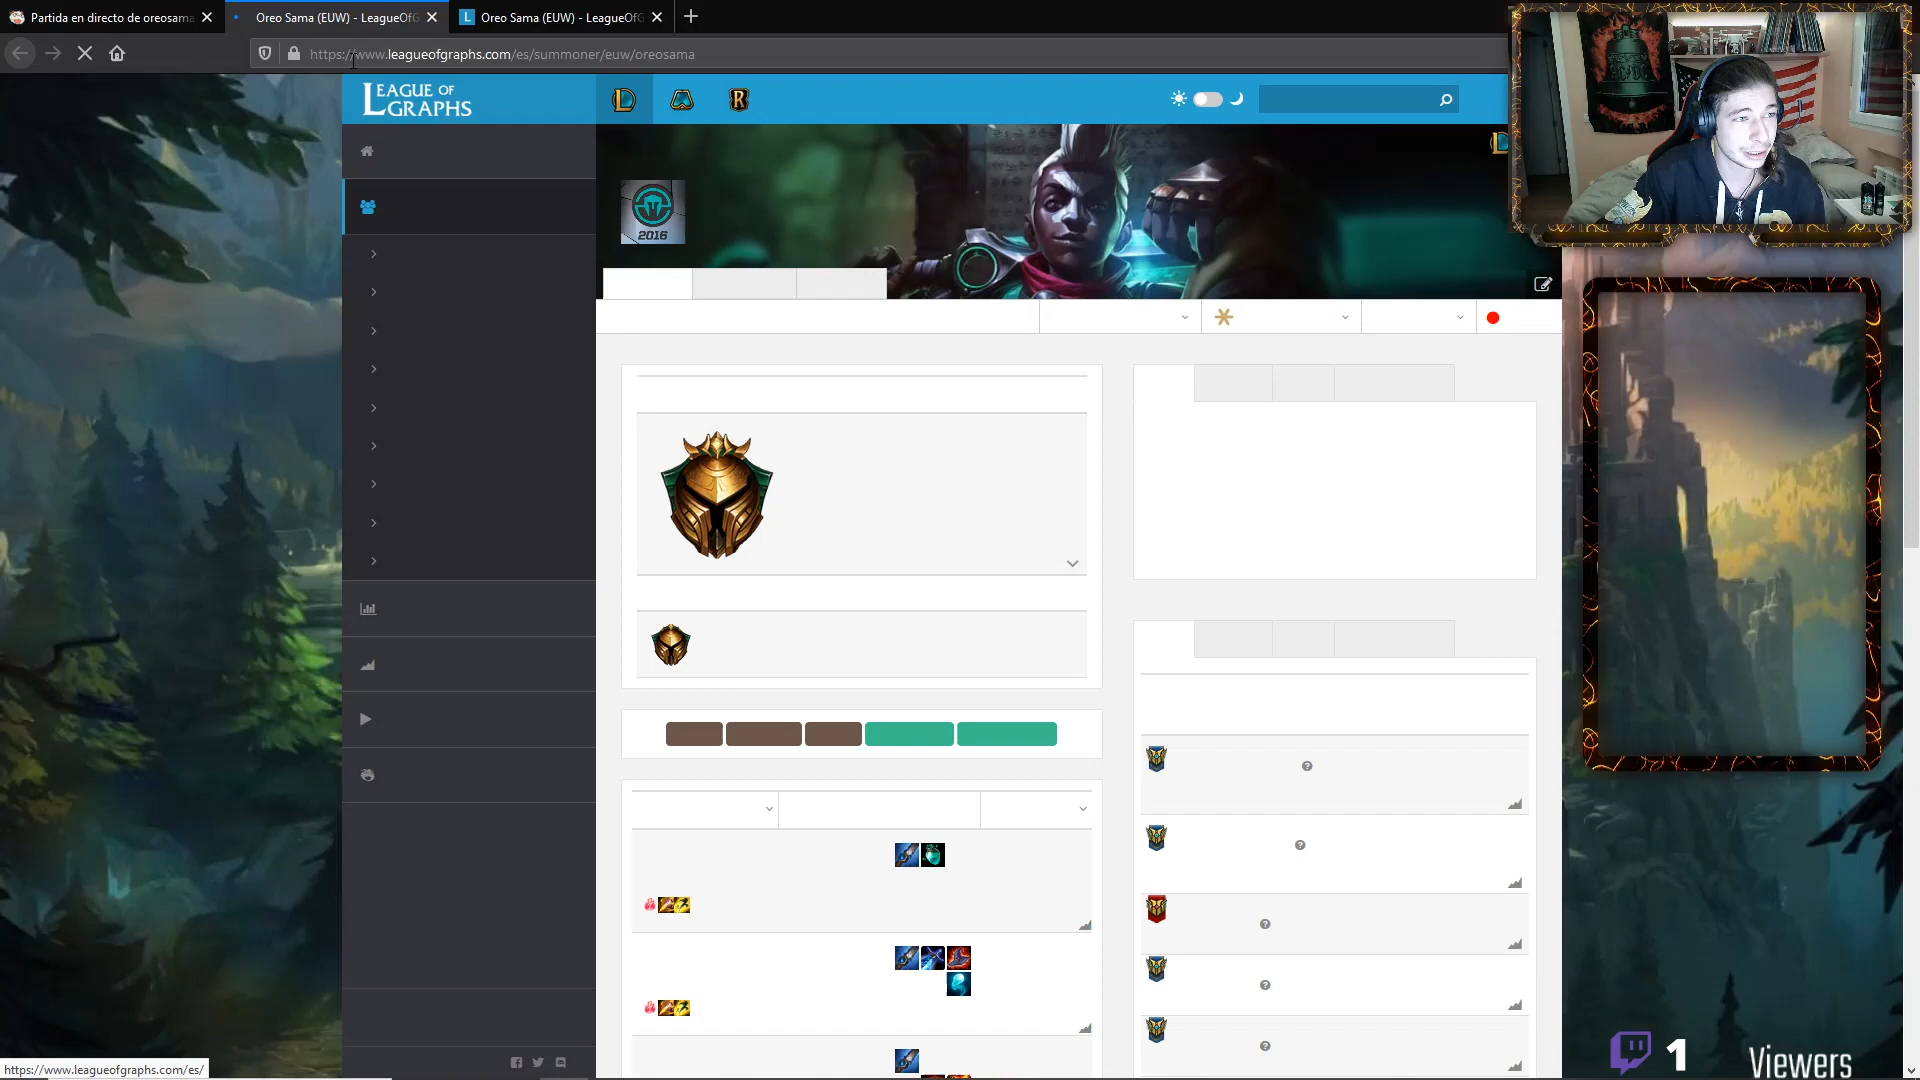 Partida en directo de oreosama
Oreo Sama (EUW) - LeagueOfG
L Oreo Sama (EUW) - LeagueOfG
https://www.leagueofgraphs.com/es/summoner/euw/oreosama
LEAGUE OF
GRAPHS
R
2016
https://www.leagueofgraphs.com/es/
1 Viewers